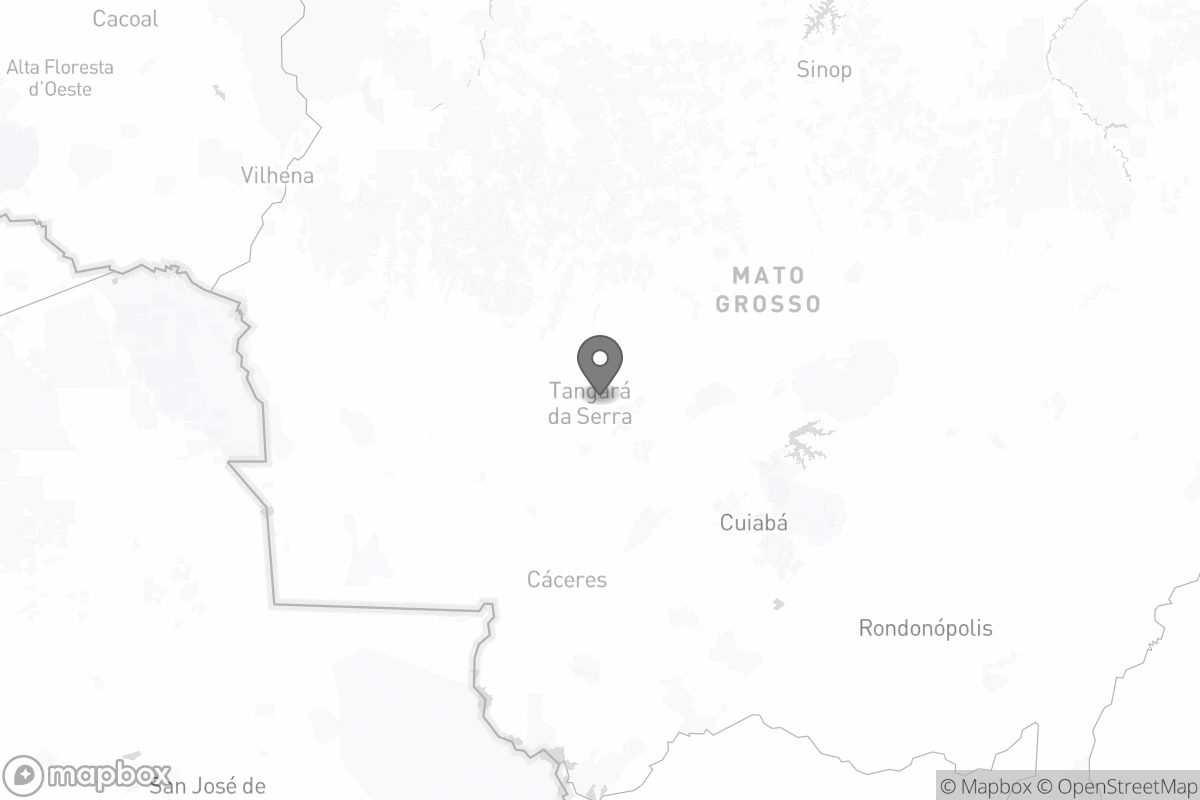 Cacoal
Alta Floresta
d'Oeste
Sinop
Vilhena
MATO
GROSSO
Tangará
da Serra
Cuiabá
Cáceres
Rondonópolis
mapbox
San José de
© Mapbox © OpenStreetMap